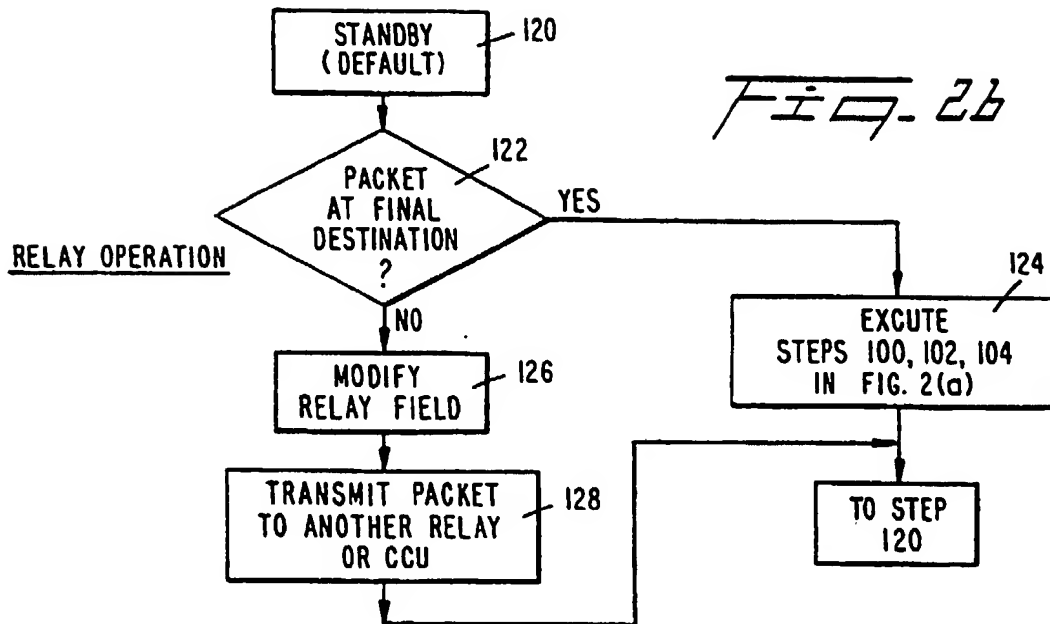 STANDBY
(DEFAULT)
120
Fig. 2b
PACKET
AT FINAL
DESTINATION
?
122
YES
RELAY OPERATION
NO
124
EXCUTE
STEPS 100, 102, 104
IN FIG. 2(a)
MODIFY
RELAY FIELD
126
TRANSMIT PACKET
TO ANOTHER RELAY
OR CCU
128
TO STEP
120